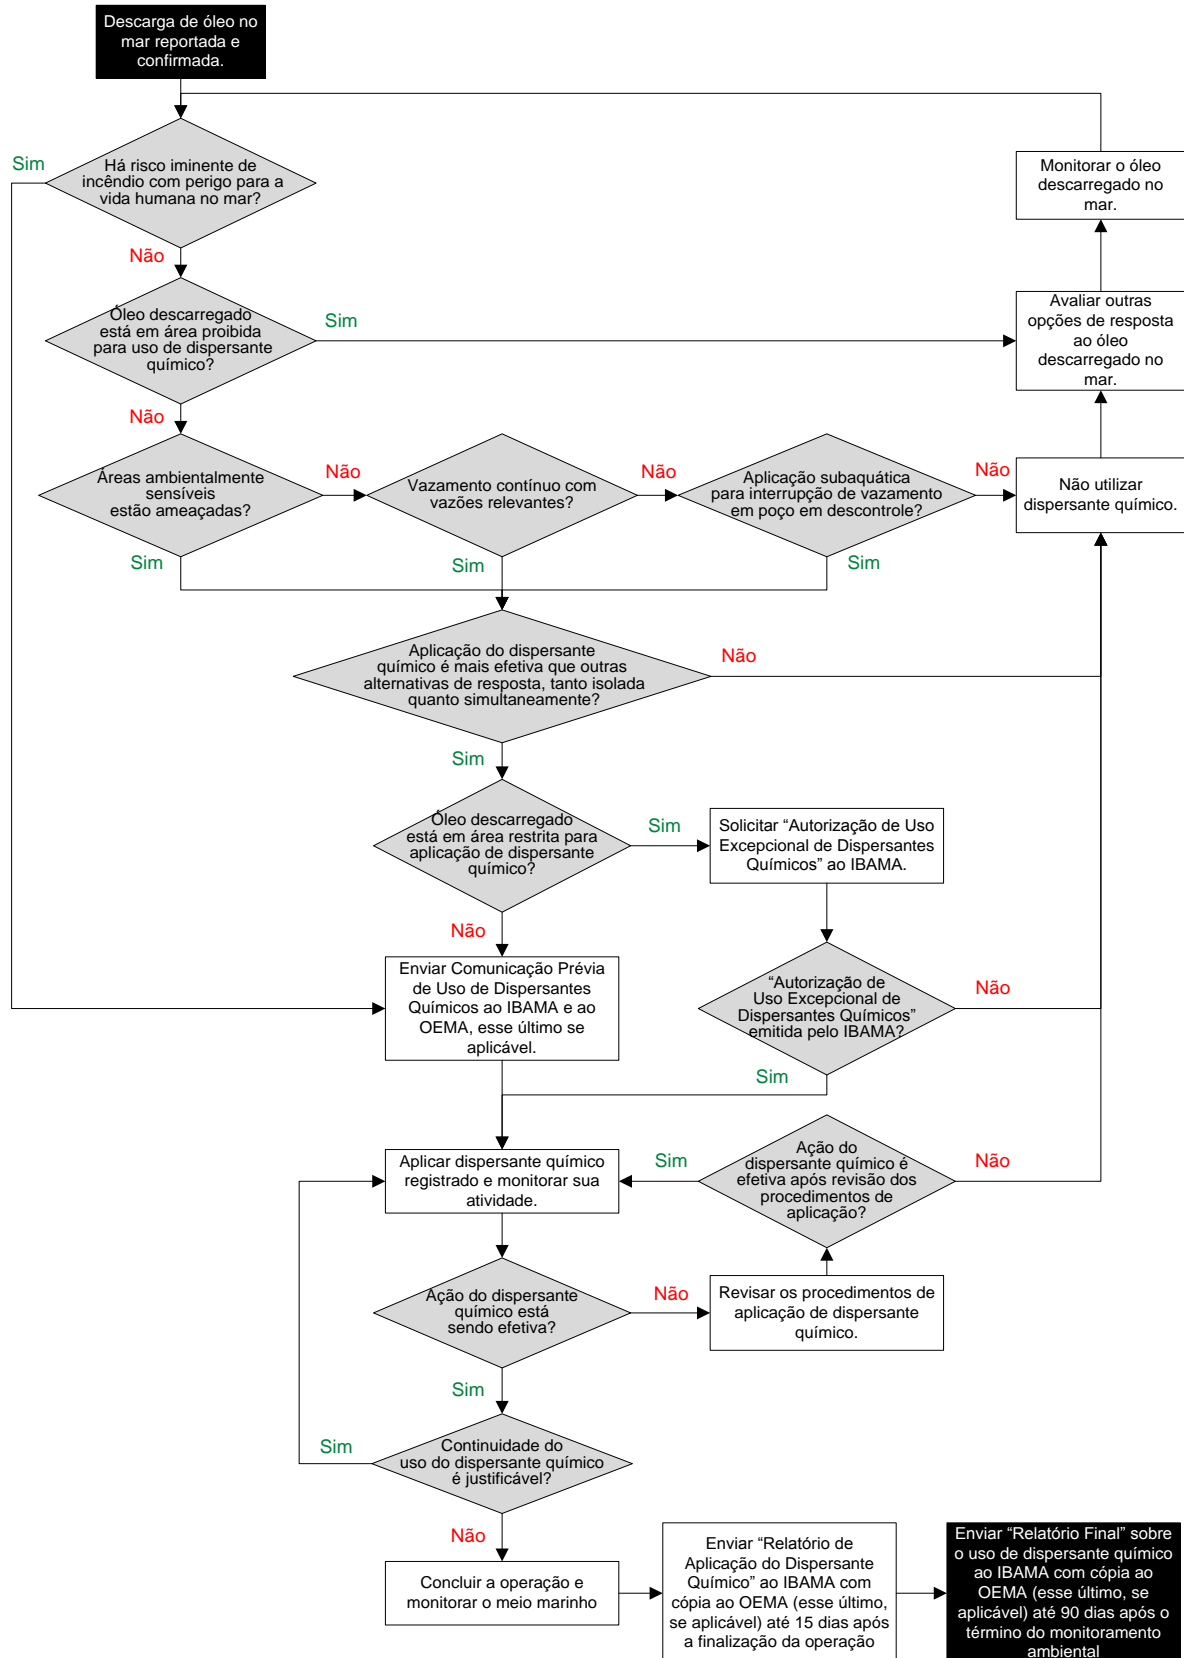 Descarga de óleo no
mar reportada e
confirmada.
Sim
Há risco iminente de
incêndio com perigo para a
vida humana no mar?
Monitorar o óleo
descarregado no
mar.
Não
Óleo descarregado
está em área proibida
para uso de dispersante
químico?
Sim
Avaliar outras
opções de resposta
ao óleo
descarregado no
mar.
Não
Áreas ambientalmente
sensíveis
estão ameaçadas?
Não
Vazamento contínuo com
vazões relevantes?
Não
Aplicação subaquática
para interrupção de vazamento
em poço em descontrole?
Não
Não utilizar
dispersante químico.
Sim
Sim
Sim
Aplicação do dispersante
químico é mais efetiva que outras
alternativas de resposta, tanto isolada
quanto simultaneamente?
Não
Sim
Óleo descarregado
está em área restrita para
aplicação de dispersante
químico?
Sim
Solicitar “Autorização de Uso
Excepcional de Dispersantes
Químicos” ao IBAMA.
Não
Enviar Comunicação Prévia
de Uso de Dispersantes
Químicos ao IBAMA e ao
OEMA, esse último se
aplicável.
“Autorização de
Uso Excepcional de
Dispersantes Químicos”
emitida pelo IBAMA?
Não
Sim
Aplicar dispersante químico
registrado e monitorar sua
atividade.
Sim
Ação do
dispersante químico é
efetiva após revisão dos
procedimentos de
aplicação?
Não
Ação do dispersante
químico está
sendo efetiva?
Não
Revisar os procedimentos de
aplicação de dispersante
químico.
Sim
Sim
Continuidade do
uso do dispersante químico
é justificável?
Não
Concluir a operação e
monitorar o meio marinho
Enviar “Relatório de
Aplicação do Dispersante
Químico” ao IBAMA com
cópia ao OEMA (esse último,
se aplicável) até 15 dias após
a finalização da operação
Enviar “Relatório Final” sobre
o uso de dispersante químico
ao IBAMA com cópia ao
OEMA (esse último, se
aplicável) até 90 dias após o
término do monitoramento
ambiental